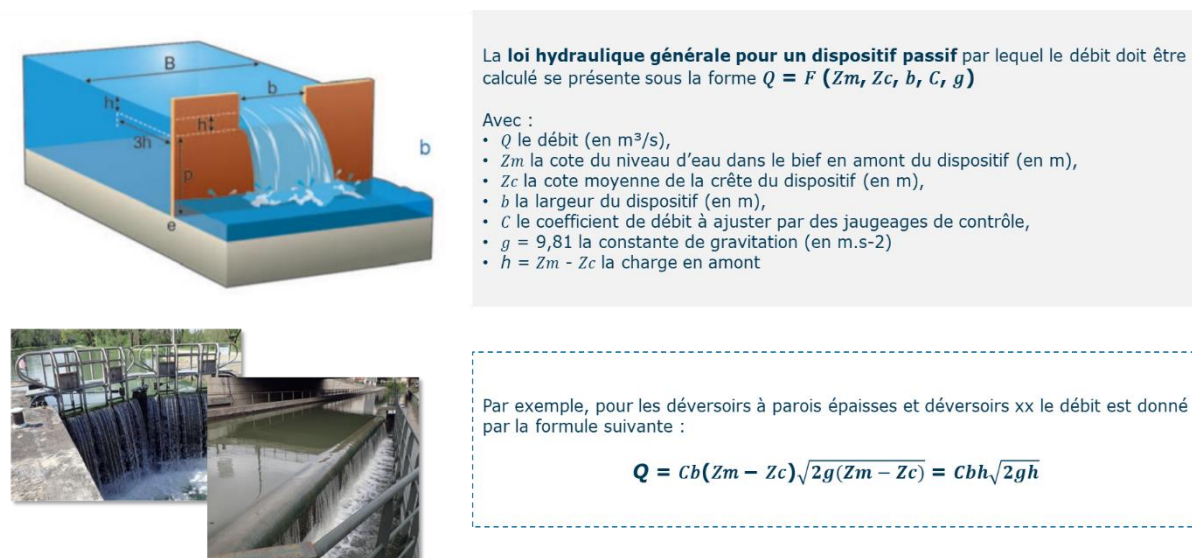 B
b
h
h
3h
p
e
b
La loi hydraulique générale pour un dispositif passif par lequel le débit doit être
calculé se présente sous la forme Q = F (Zm, Zc, b, C, g)
Avec :
• Q le débit (en m³/s),
• Zm la cote du niveau d’eau dans le bief en amont du dispositif (en m),
• Zc la cote moyenne de la crête du dispositif (en m),
• b la largeur du dispositif (en m),
• C le coefficient de débit à ajuster par des jaugeages de contrôle,
• g = 9,81 la constante de gravitation (en m.s-2)
• h = Zm - Zc la charge en amont
Par exemple, pour les déversoirs à parois épaisses et déversoirs xx le débit est donné
par la formule suivante :
Q = Cb(Zm − Zc)√2g(Zm − Zc) = Cbh√2gh